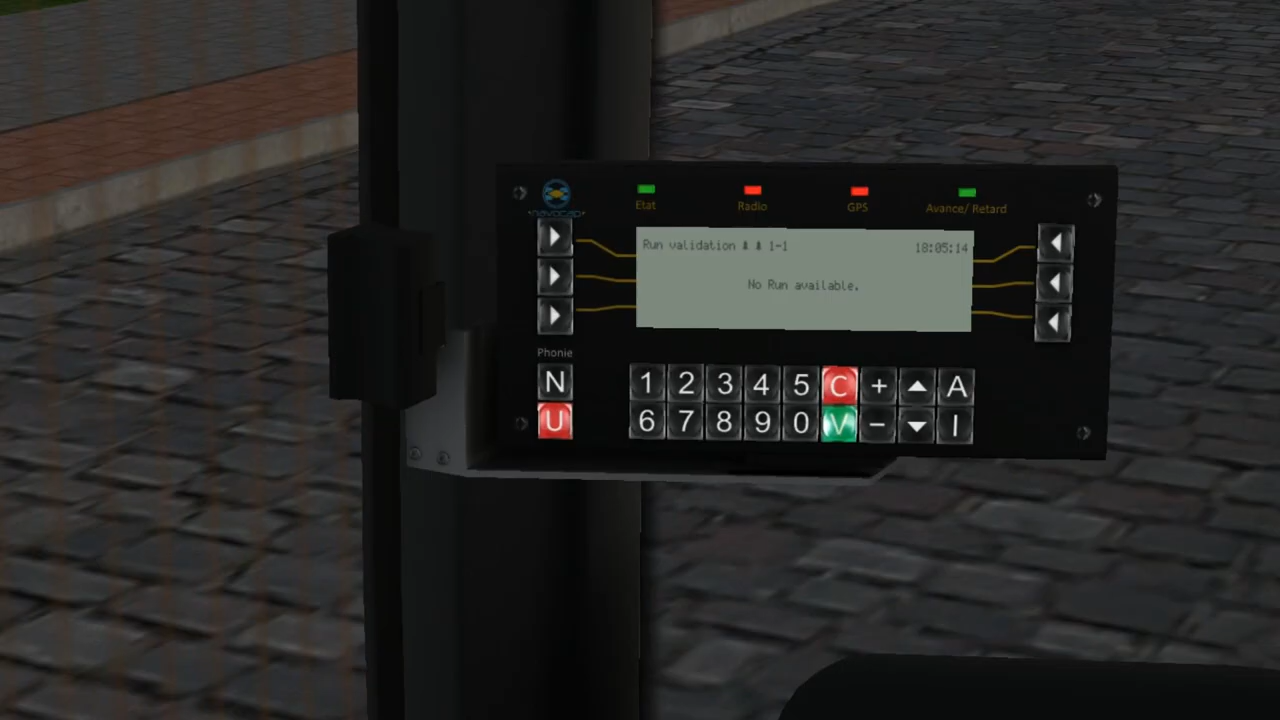 Etat Radio GPS Avance/ Retard
navocap
Run validation 1-1 18:05:14
No Run available.
Phonie
N 1 2 3 4 5 C + A
U 6 7 8 9 0 V - I